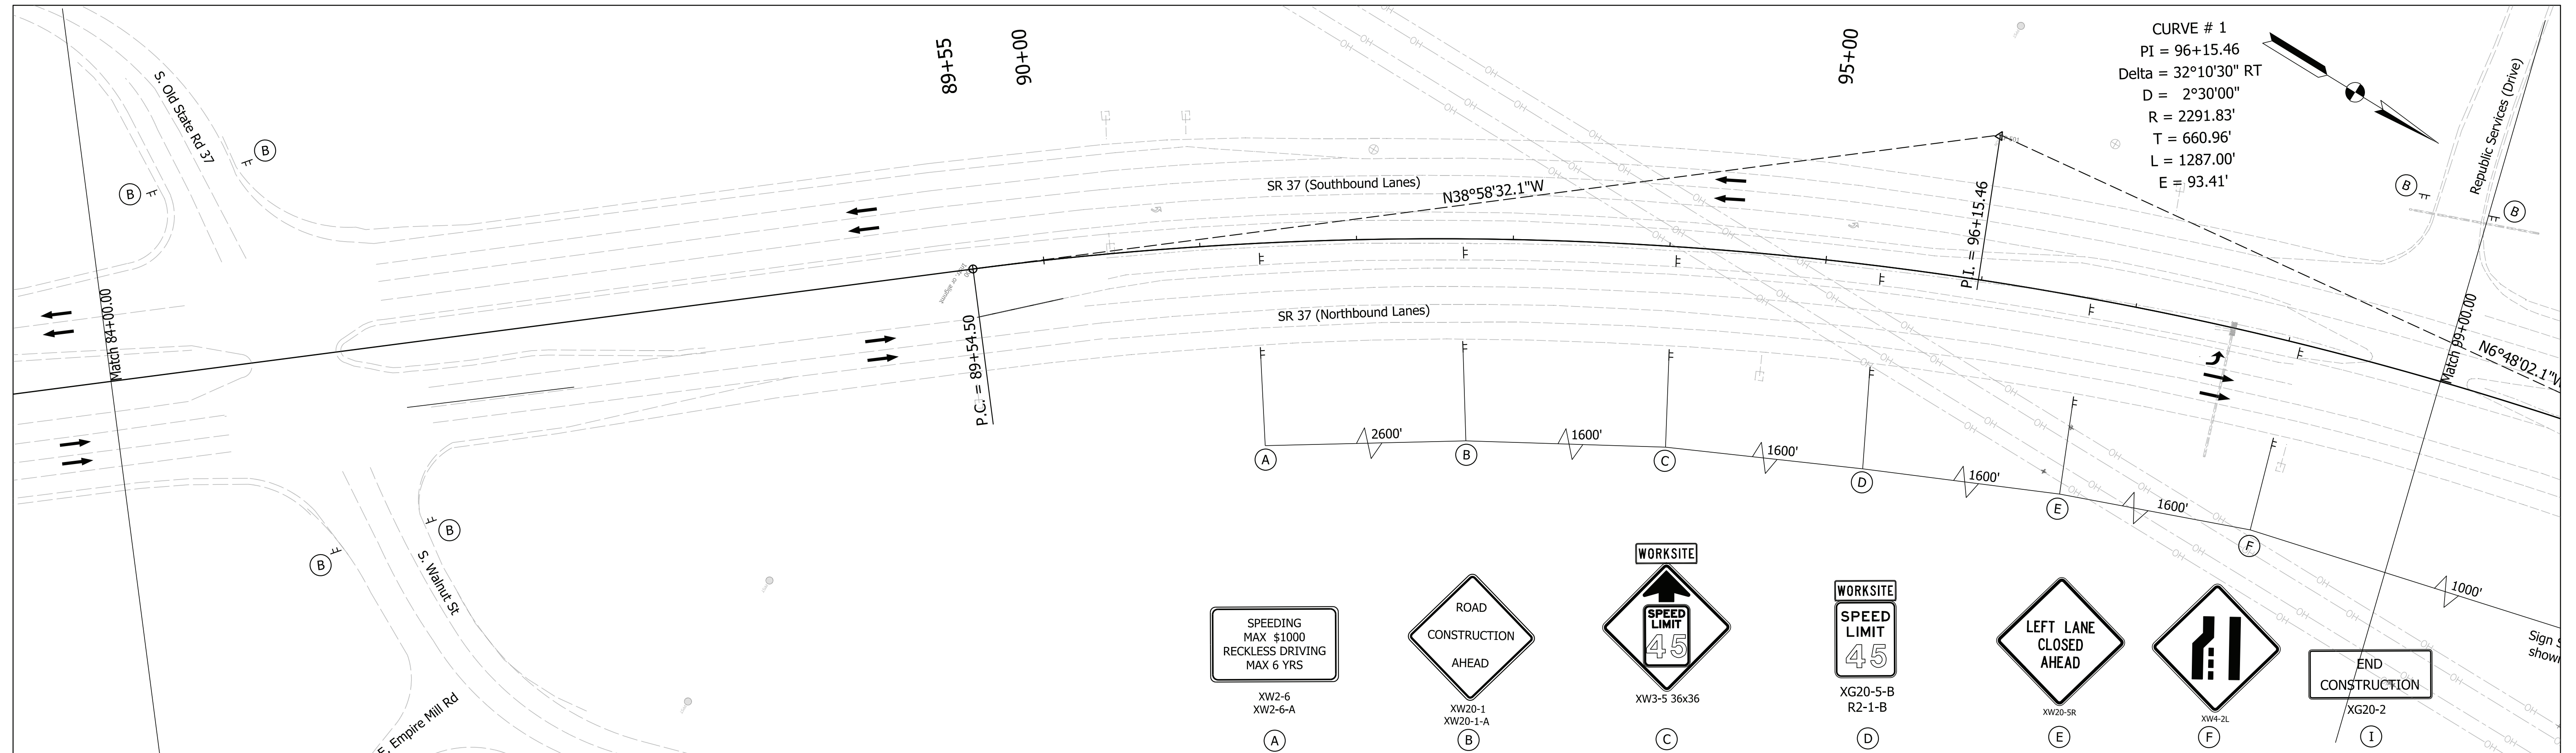 89+55
90+00
95+00
CURVE # 1
PI = 96+15.46
Delta = 32°10'30" RT
D = 2°30'00"
R = 2291.83'
T = 660.96'
L = 1287.00'
E = 93.41'
S. Old State Rd 37
B
B
SR 37 (Southbound Lanes)
N38°58'32.1"W
P.I. = 96+15.46
Republic Services (Drive)
B
B
Match 84+00.00
P.C. = 89+54.50
SR 37 (Northbound Lanes)
Match 99+00.00
N6°48'02.1"W
OH
2600'
1600'
1600'
1600'
1600'
1000'
A
B
C
D
E
F
B
B
S. Walnut St
E. Empire Mill Rd
Sign
show
SPEEDING
MAX $1000
RECKLESS DRIVING
MAX 6 YRS
XW2-6
XW2-6-A
A
ROAD
CONSTRUCTION
AHEAD
XW20-1
XW20-1-A
B
WORKSITE
SPEED
LIMIT
45
XW3-5 36x36
C
WORKSITE
SPEED
LIMIT
45
XG20-5-B
R2-1-B
D
LEFT LANE
CLOSED
AHEAD
XW20-5R
E
XW4-2L
F
END
CONSTRUCTION
XG20-2
I